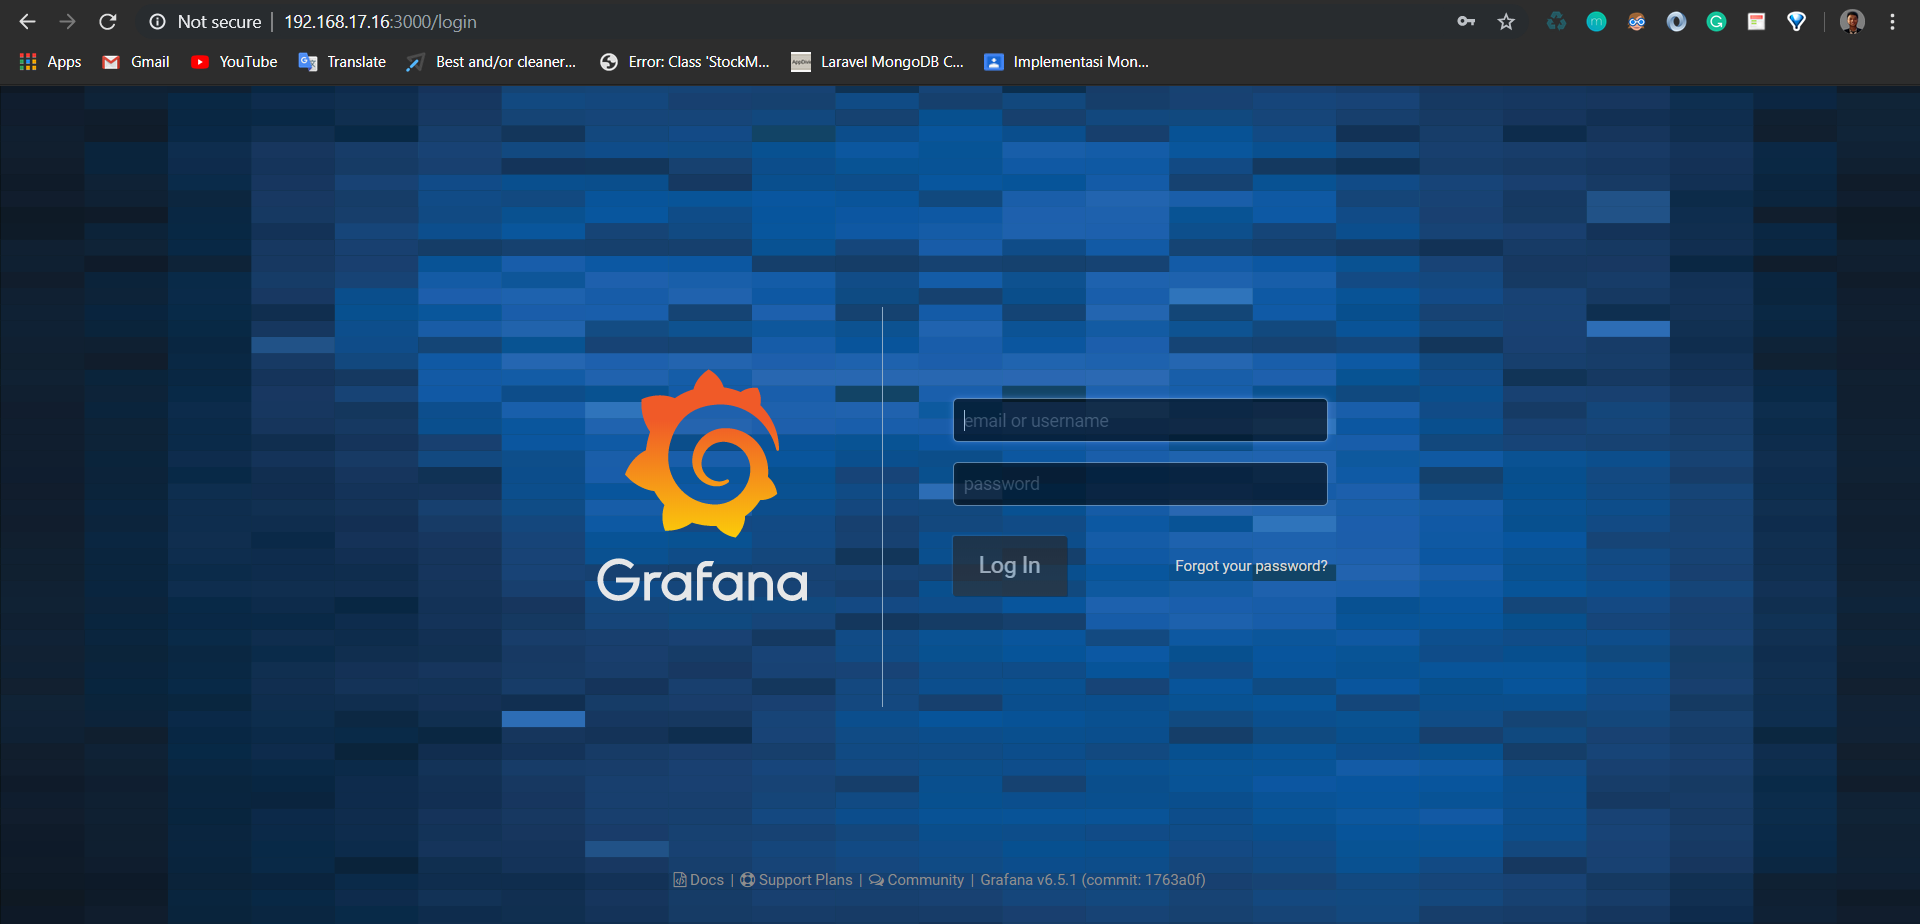 Not secure | 192.168.17.16:3000/login
Apps Gmail YouTube Translate Best and/or cleaner... Error: Class 'StockM... Laravel MongoDB C... Implementasi Mon...
email or username
password
Log In Forgot your password?
Grafana
Docs | Support Plans | Community | Grafana v6.5.1 (commit: 1763a0f)